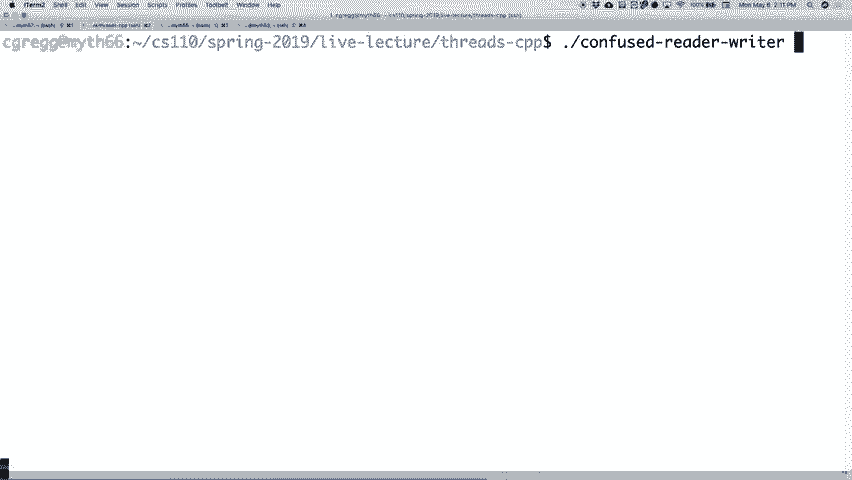 iTerm2 Shell Edit View Session Scripts Profiles Toolbelt Window Help 100% Mon May 6 2:11 PM
cgregg@myth66:~/cs110/spring-2019/live-lecture/threads-cpp$ ./confused-reader-writer